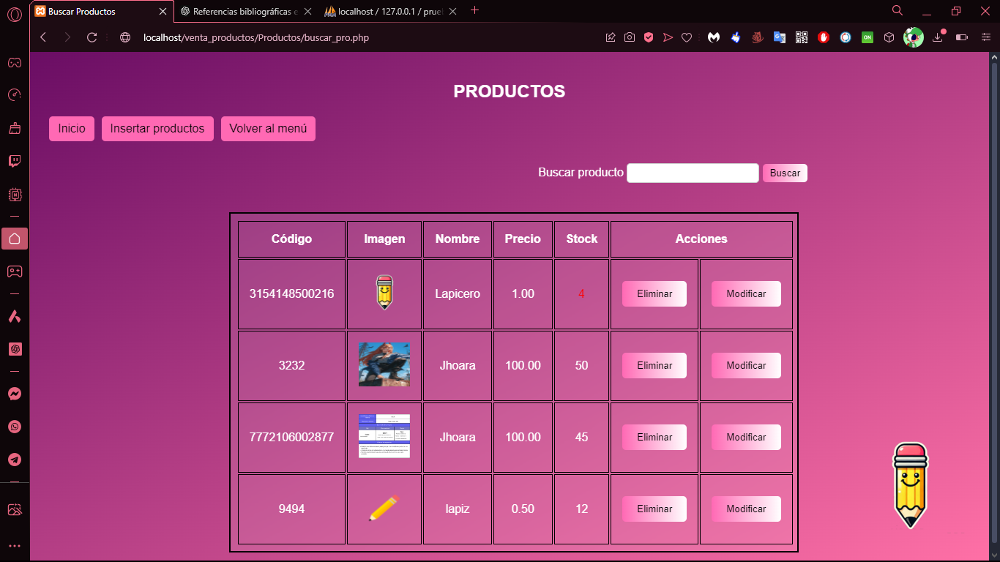 Buscar Productos
Referencias bibliográficas e
localhost / 127.0.0.1 / prue
localhost/venta_productos/Productos/buscar_pro.php
ON
PRODUCTOS
Inicio Insertar productos Volver al menú
Buscar producto Buscar
Código Imagen Nombre Precio Stock Acciones
3154148500216 Lapicero 1.00 4 Eliminar Modificar
3232 Jhoara 100.00 50 Eliminar Modificar
7772106002877 Jhoara 100.00 45 Eliminar Modificar
9494 lapiz 0.50 12 Eliminar Modificar